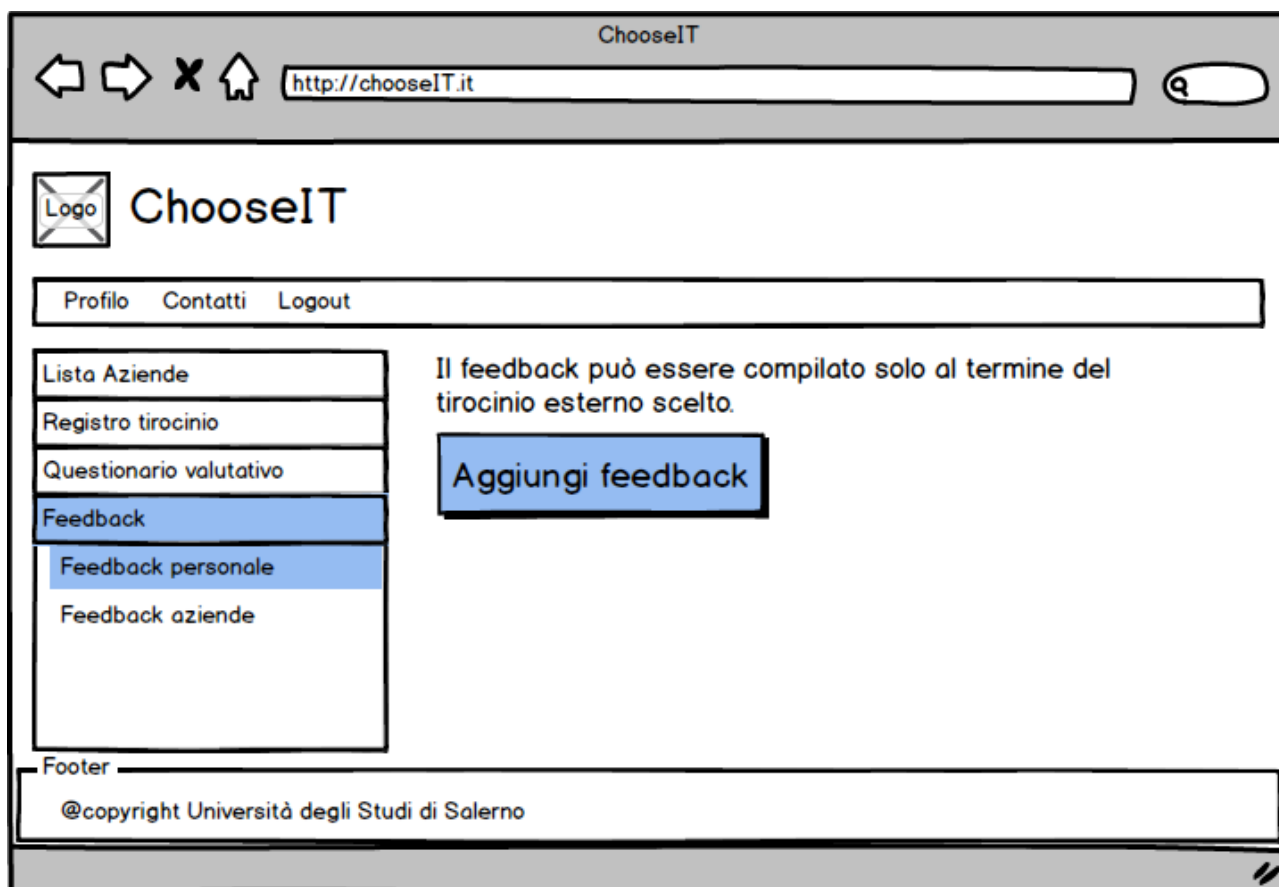 ChooseIT
http://chooseIT.it
Logo
ChooseIT
Profilo Contatti Logout
Lista Aziende
Registro tirocinio
Questionario valutativo
Feedback
Feedback personale
Feedback aziende
Il feedback può essere compilato solo al termine del
tirocinio esterno scelto.
Aggiungi feedback
Footer
@copyright Università degli Studi di Salerno